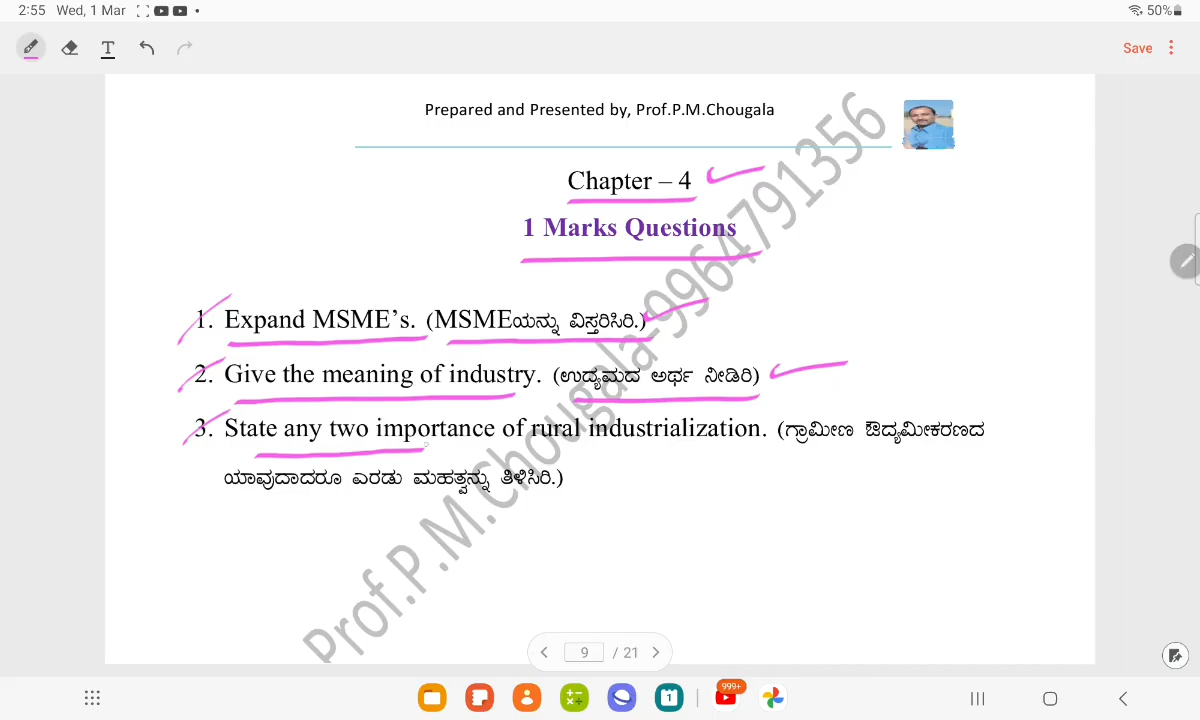 2:55 Wed, 1 Mar
50%
Save
Prepared and Presented by, Prof.P.M.Chougala
Chapter – 4
1 Marks Questions
1. Expand MSME’s. (MSMEಯನ್ನು ವಿಸ್ತರಿಸಿರಿ.)
2. Give the meaning of industry. (ಉದ್ಯಮದ ಅರ್ಥ ನೀಡಿರಿ)
3. State any two importance of rural industrialization. (ಗ್ರಾಮೀಣ ಔದ್ಯಮೀಕರಣದ
ಯಾವುದಾದರೂ ಎರಡು ಮಹತ್ವನ್ನು ತಿಳಿಸಿರಿ.)
Prof.P.M.Chougala-9964791356
9 / 21
1
999+